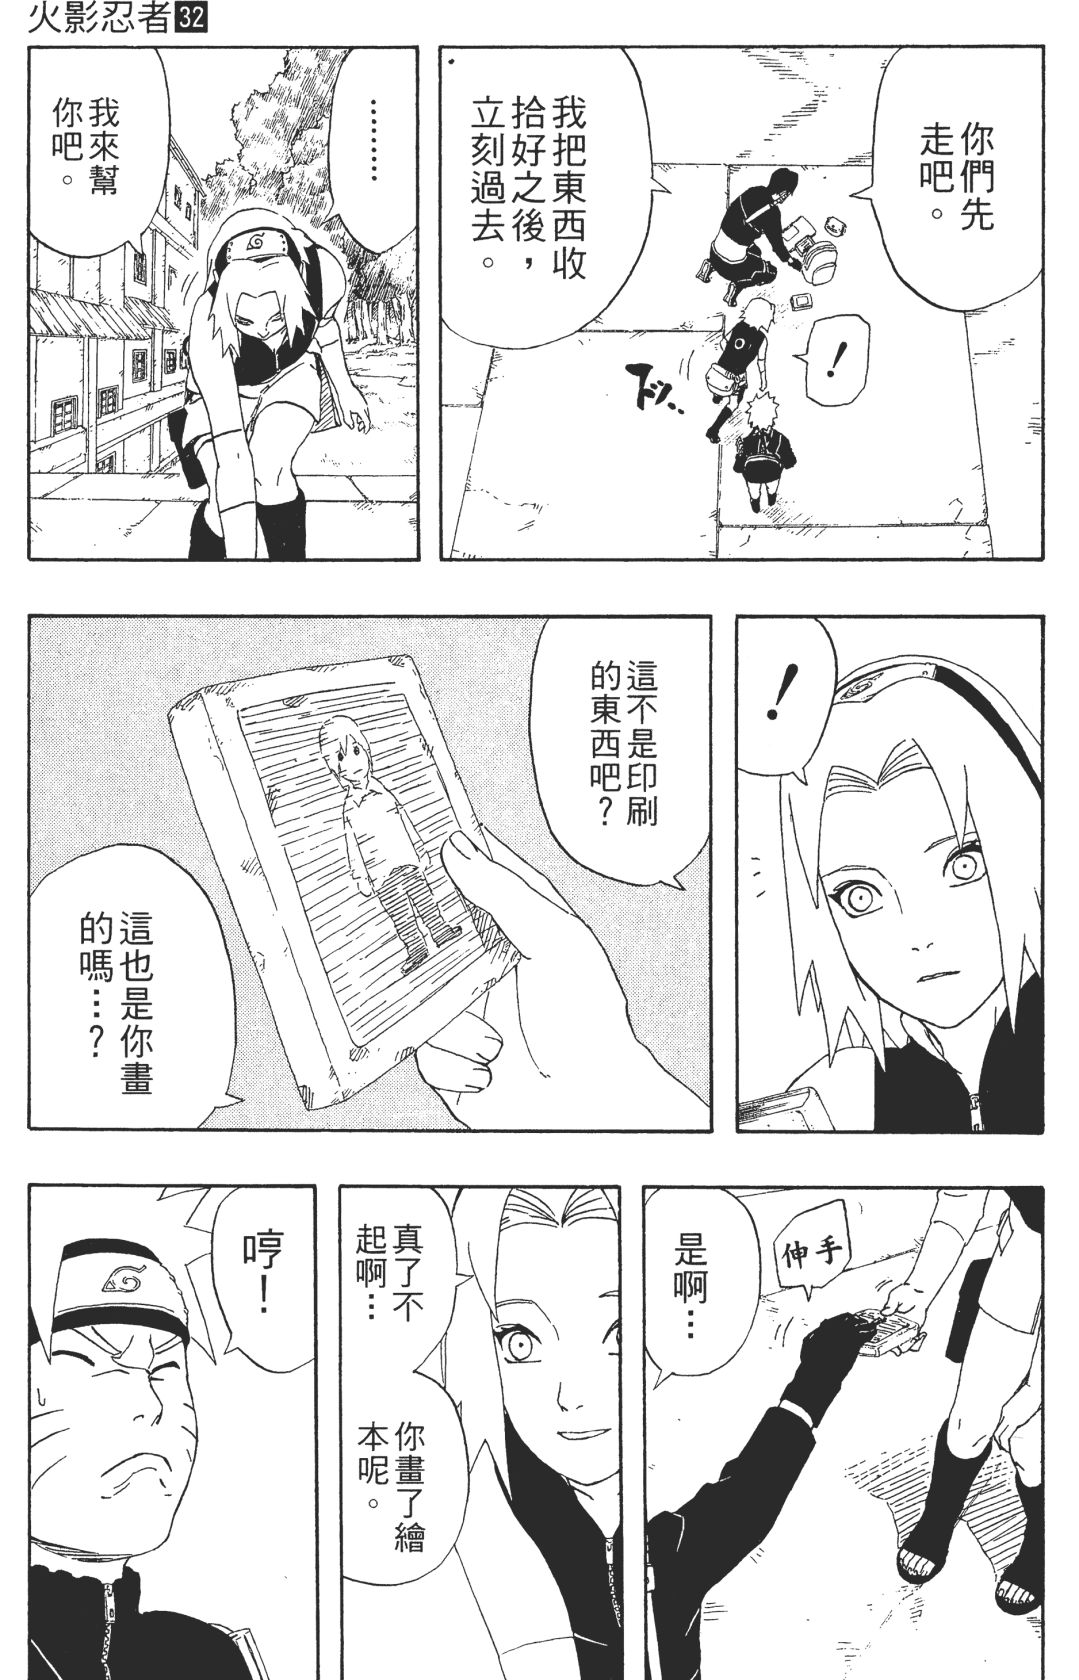 火影忍者32
你們先
走吧。
我把東西收
拾好之後，
立刻過去。
！
ドッ‥
………
我來幫
你吧。
！
這不是印刷
的東西吧？
這也是你畫
的嗎…？
是啊…
伸手
真了不
起啊…
你畫了繪
本呢。
哼！